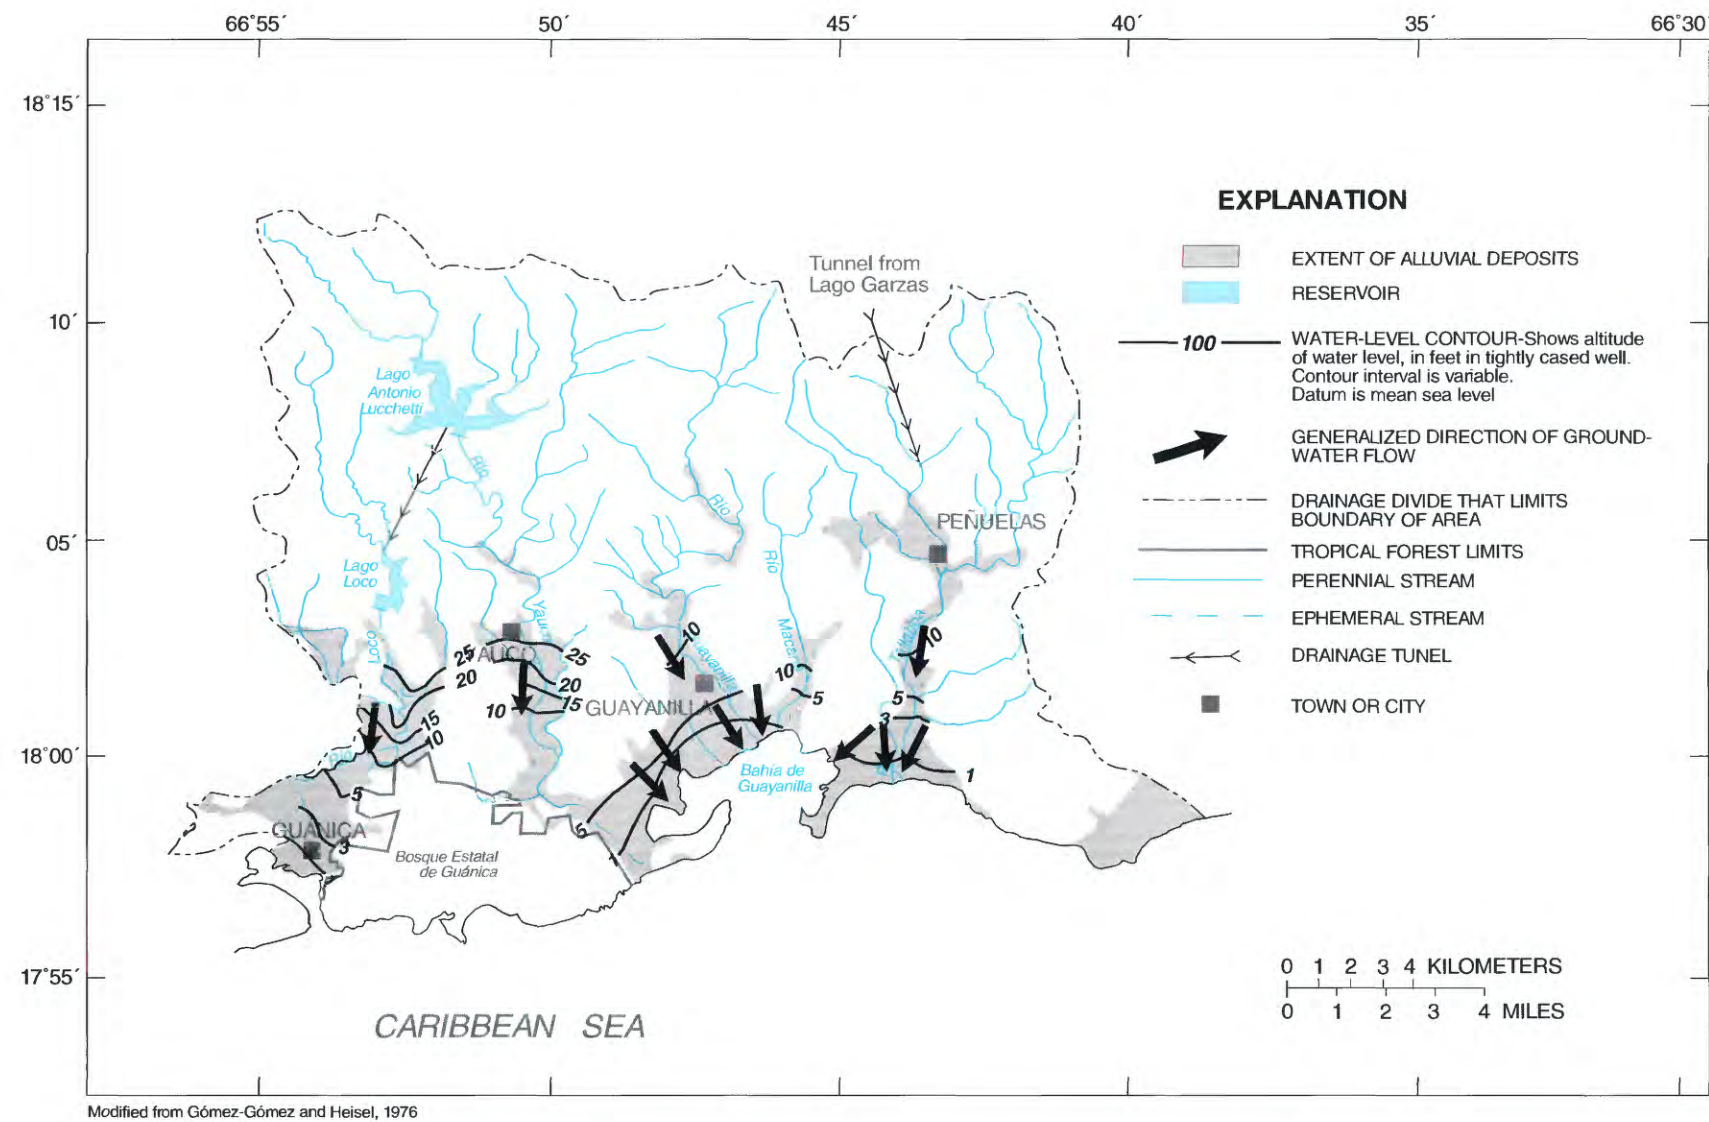 66°55´ 50´ 45´ 40´ 35´ 66°30´
18°15´
10´
05´
18°00´
17°55´
Tunnel from
Lago Garzas
Lago
Antonio
Lucchetti
Río
Río
Río
PEÑUELAS
Lago
Loco
Loco
Yauco
Macaná
10
10
25
YAUCO
25
20
20
10
15
5
15
10
GUAYANILLA
Guayanilla
5
3
15
10
Río
Bahía de
Guayanilla
1
5
5
1
GUÁNICA
3
Bosque Estatal
de Guánica
CARIBBEAN SEA
EXPLANATION
EXTENT OF ALLUVIAL DEPOSITS
RESERVOIR
100
WATER-LEVEL CONTOUR-Shows altitude
of water level, in feet in tightly cased well.
Contour interval is variable.
Datum is mean sea level
GENERALIZED DIRECTION OF GROUND-
WATER FLOW
DRAINAGE DIVIDE THAT LIMITS
BOUNDARY OF AREA
TROPICAL FOREST LIMITS
PERENNIAL STREAM
EPHEMERAL STREAM
DRAINAGE TUNEL
TOWN OR CITY
0 1 2 3 4 KILOMETERS
0 1 2 3 4 MILES
Modified from Gómez-Gómez and Heisel, 1976